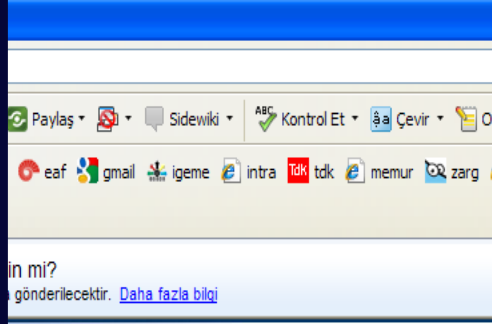 Paylaş Sidewiki ABC Kontrol Et âa Çevir
eaf gmail igeme intra Tdk tdk memur zarg
in mi?
gönderilecektir. Daha fazla bilgi